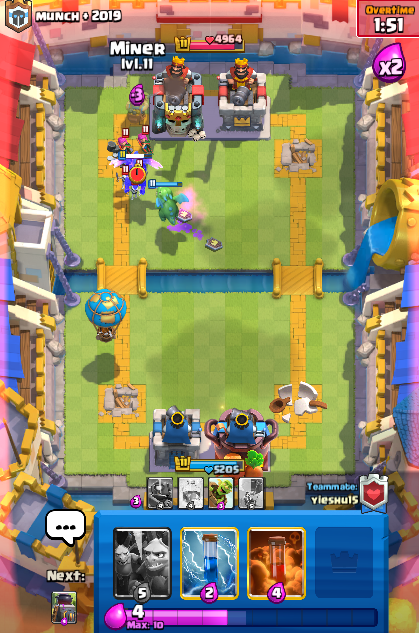 MUNCH + 2019
Overtime
1:51
4964
x2
Miner
lvl.11
3
5205
Teammate:
yieshu15
...
Next:
5
2
4
4
Max: 10